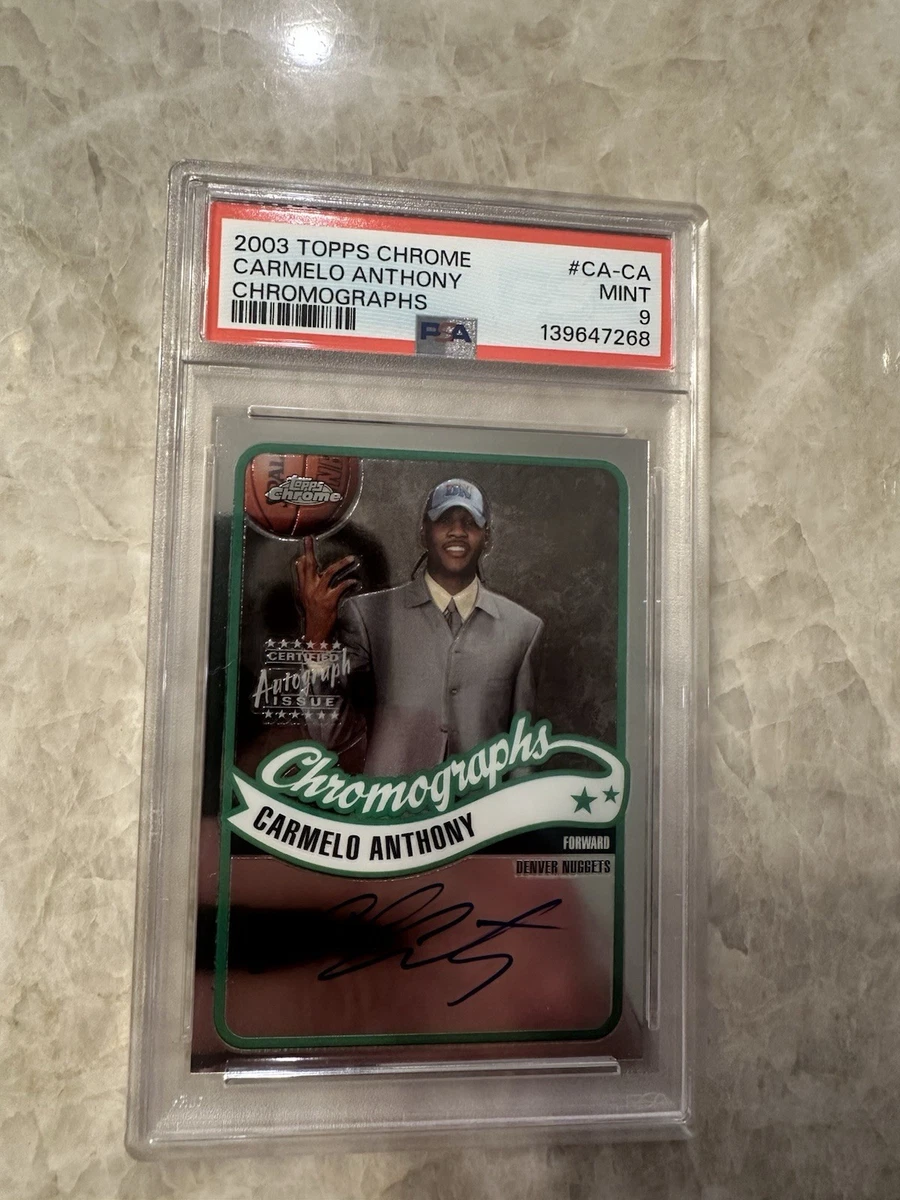 2003 TOPPS CHROME #CA-CA
CARMELO ANTHONY MINT
CHROMOGRAPHS 9
PSA 139647268
Topps
Chrome
DN
CERTIFIED
Autograph
ISSUE
Chromographs
CARMELO ANTHONY
FORWARD
DENVER NUGGETS